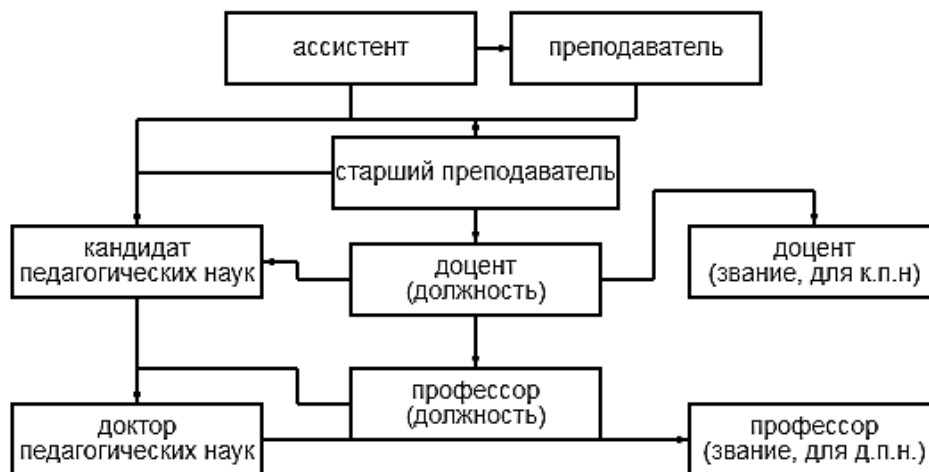 ассистент
преподаватель
старший преподаватель
кандидат
педагогических наук
доцент
(должность)
доцент
(звание, для к.п.н)
профессор
(должность)
доктор
педагогических наук
профессор
(звание, для д.п.н.)